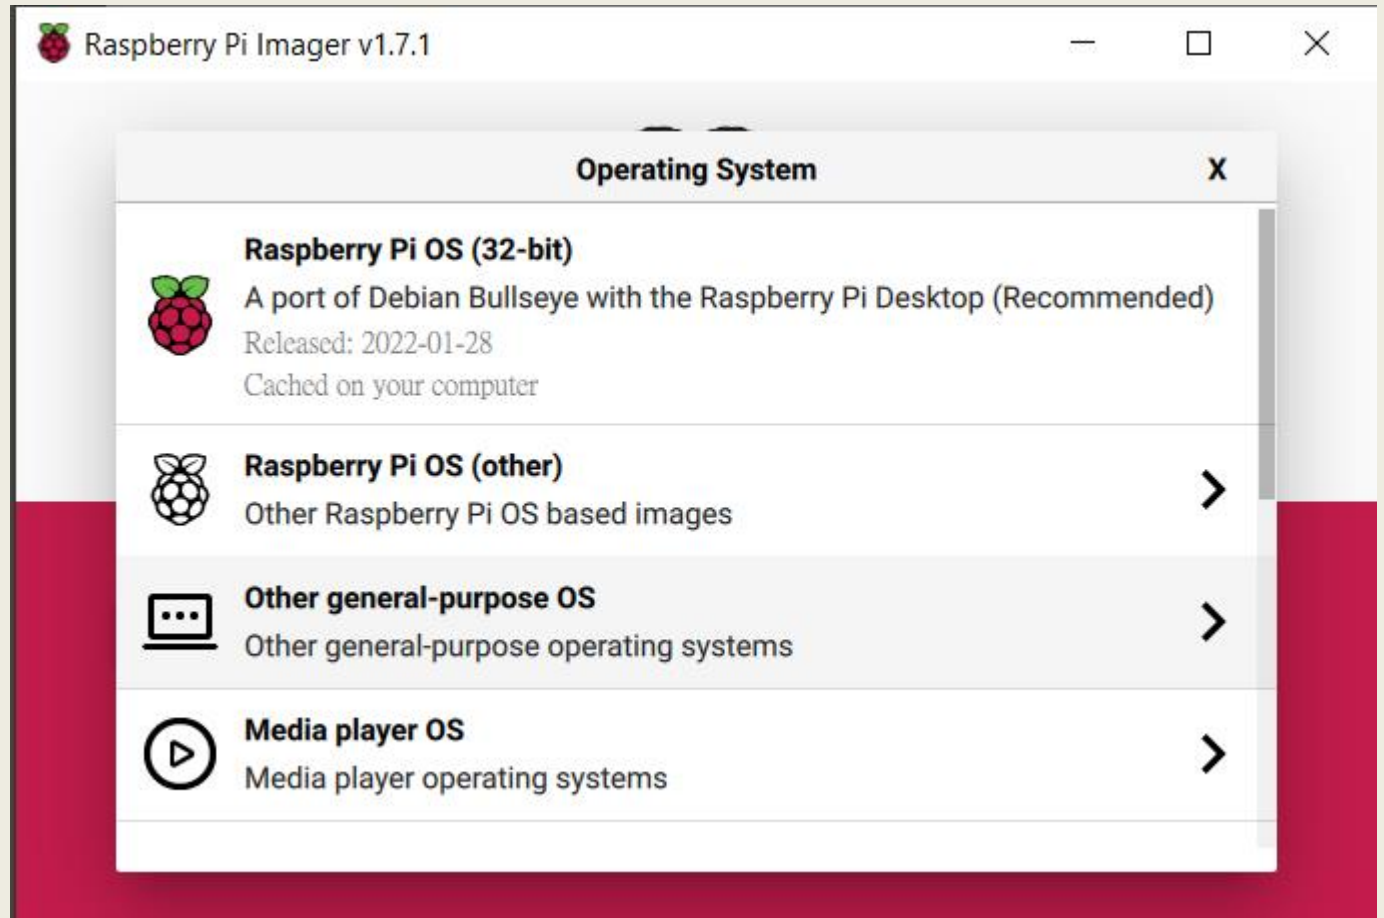 Raspberry Pi Imager v1.7.1
Operating System X
Raspberry Pi OS (32-bit)
A port of Debian Bullseye with the Raspberry Pi Desktop (Recommended)
Released: 2022-01-28
Cached on your computer
Raspberry Pi OS (other)
Other Raspberry Pi OS based images
Other general-purpose OS
Other general-purpose operating systems
Media player OS
Media player operating systems